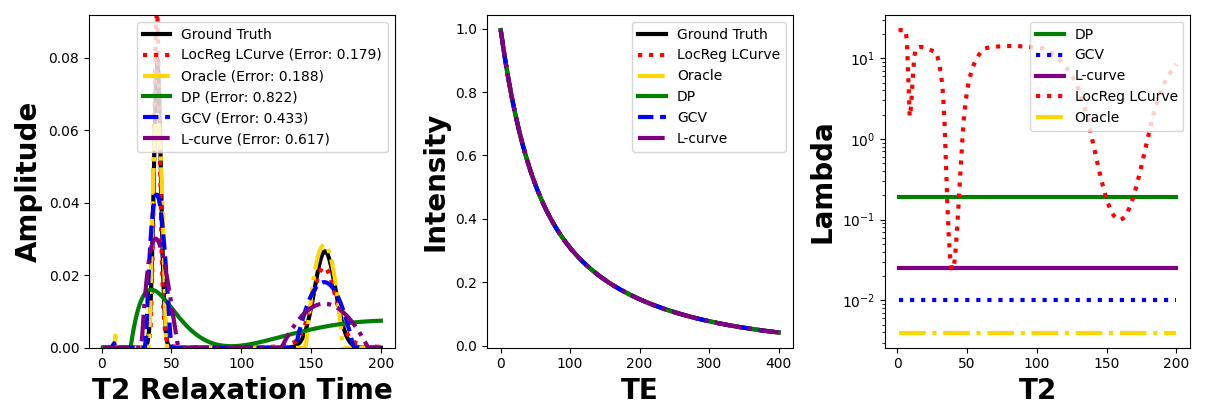 Amplitude
0.08
0.06
0.04
0.02
0.00
Ground Truth
LocReg LCurve (Error: 0.179)
Oracle (Error: 0.188)
DP (Error: 0.822)
GCV (Error: 0.433)
L-curve (Error: 0.617)
0 50 100 150 200
T2 Relaxation Time
Intensity
1.0
0.8
0.6
0.4
0.2
0.0
Ground Truth
LocReg LCurve
Oracle
DP
GCV
L-curve
0 100 200 300 400
TE
Lambda
10¹
10⁰
10⁻¹
10⁻²
DP
GCV
L-curve
LocReg LCurve
Oracle
0 50 100 150 200
T2